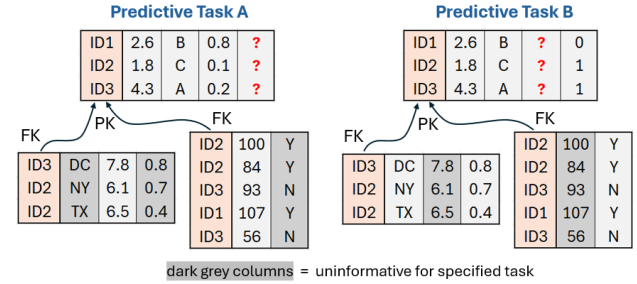 Predictive Task A
ID1 2.6 B 0.8 ?
ID2 1.8 C 0.1 ?
ID3 4.3 A 0.2 ?
FK
PK
FK
ID3 DC 7.8 0.8
ID2 NY 6.1 0.7
ID2 TX 6.5 0.4
ID2 100 Y
ID2 84 Y
ID3 93 N
ID1 107 Y
ID3 56 N
Predictive Task B
ID1 2.6 B ? 0
ID2 1.8 C ? 1
ID3 4.3 A ? 1
FK
PK
FK
ID3 DC 7.8 0.8
ID2 NY 6.1 0.7
ID2 TX 6.5 0.4
ID2 100 Y
ID2 84 Y
ID3 93 N
ID1 107 Y
ID3 56 N
dark grey columns = uninformative for specified task